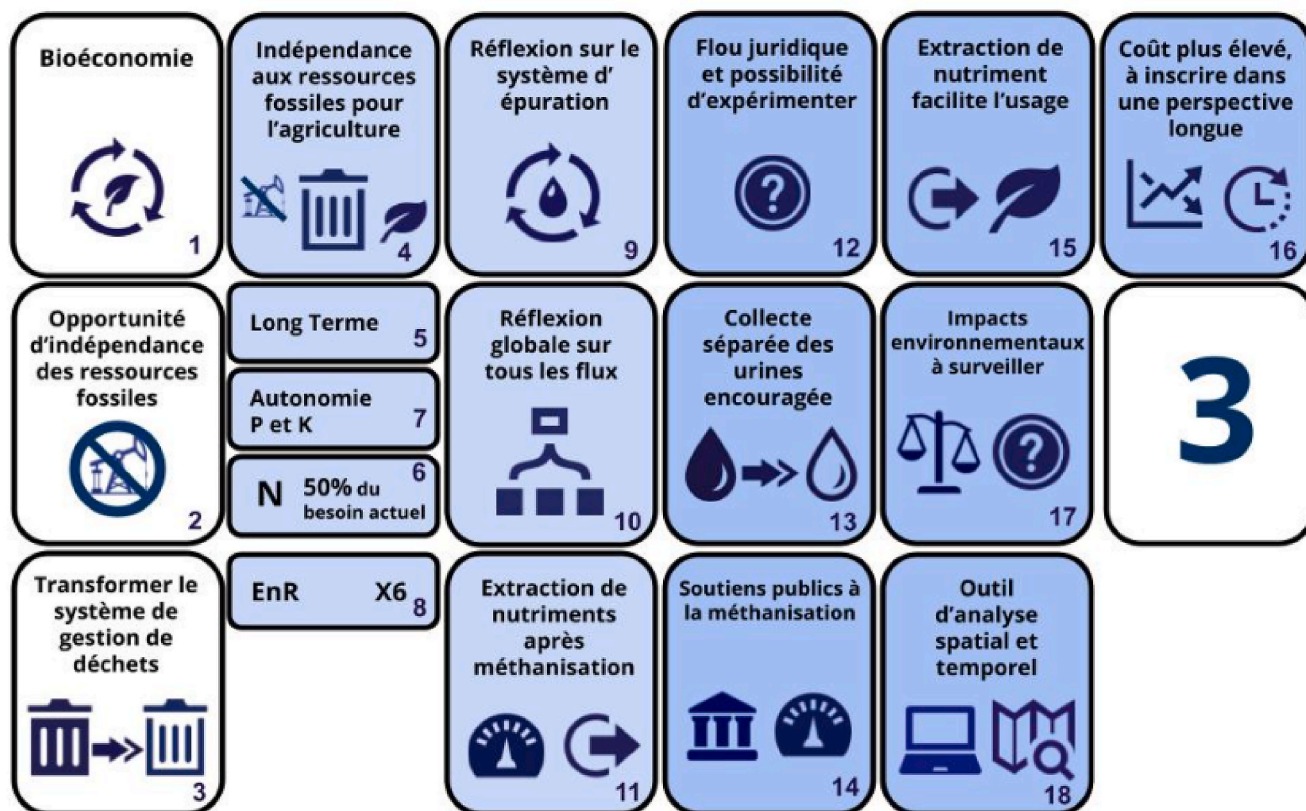 Bioéconomie
1
Opportunité
d'indépendance
des ressources
fossiles
2
Transformer le
système de
gestion de
déchets
3
Indépendance
aux ressources
fossiles pour
l'agriculture
4
Long Terme
5
Autonomie
P et K
7
N
50% du
besoin actuel
6
EnR X6
8
Réflexion sur le
système d'
épuration
9
Réflexion
globale sur
tous les flux
10
Extraction de
nutriments
après
méthanisation
11
Flou juridique
et possibilité
d'expérimenter
?
12
Collecte
séparée des
urines
encouragée
13
Soutiens publics à
la méthanisation
14
Extraction de
nutriment
facilite l'usage
15
Impacts
environnementaux
à surveiller
?
17
Outil
d'analyse
spatial et
temporel
18
Coût plus élevé,
à inscrire dans
une perspective
longue
16
3